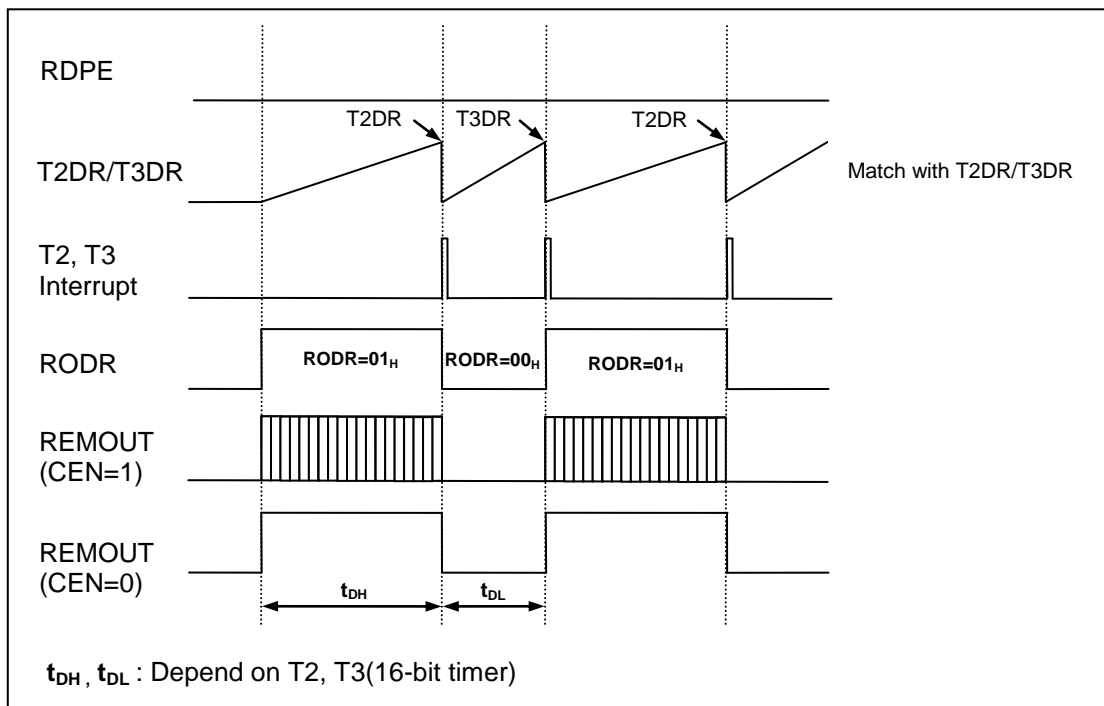 RDPE
T2DR T3DR T2DR
T2DR/T3DR
Match with T2DR/T3DR
T2, T3
Interrupt
RODR
RODR=01H RODR=00H RODR=01H
REMOUT
(CEN=1)
REMOUT
(CEN=0)
tDH tDL
tDH , tDL : Depend on T2, T3(16-bit timer)